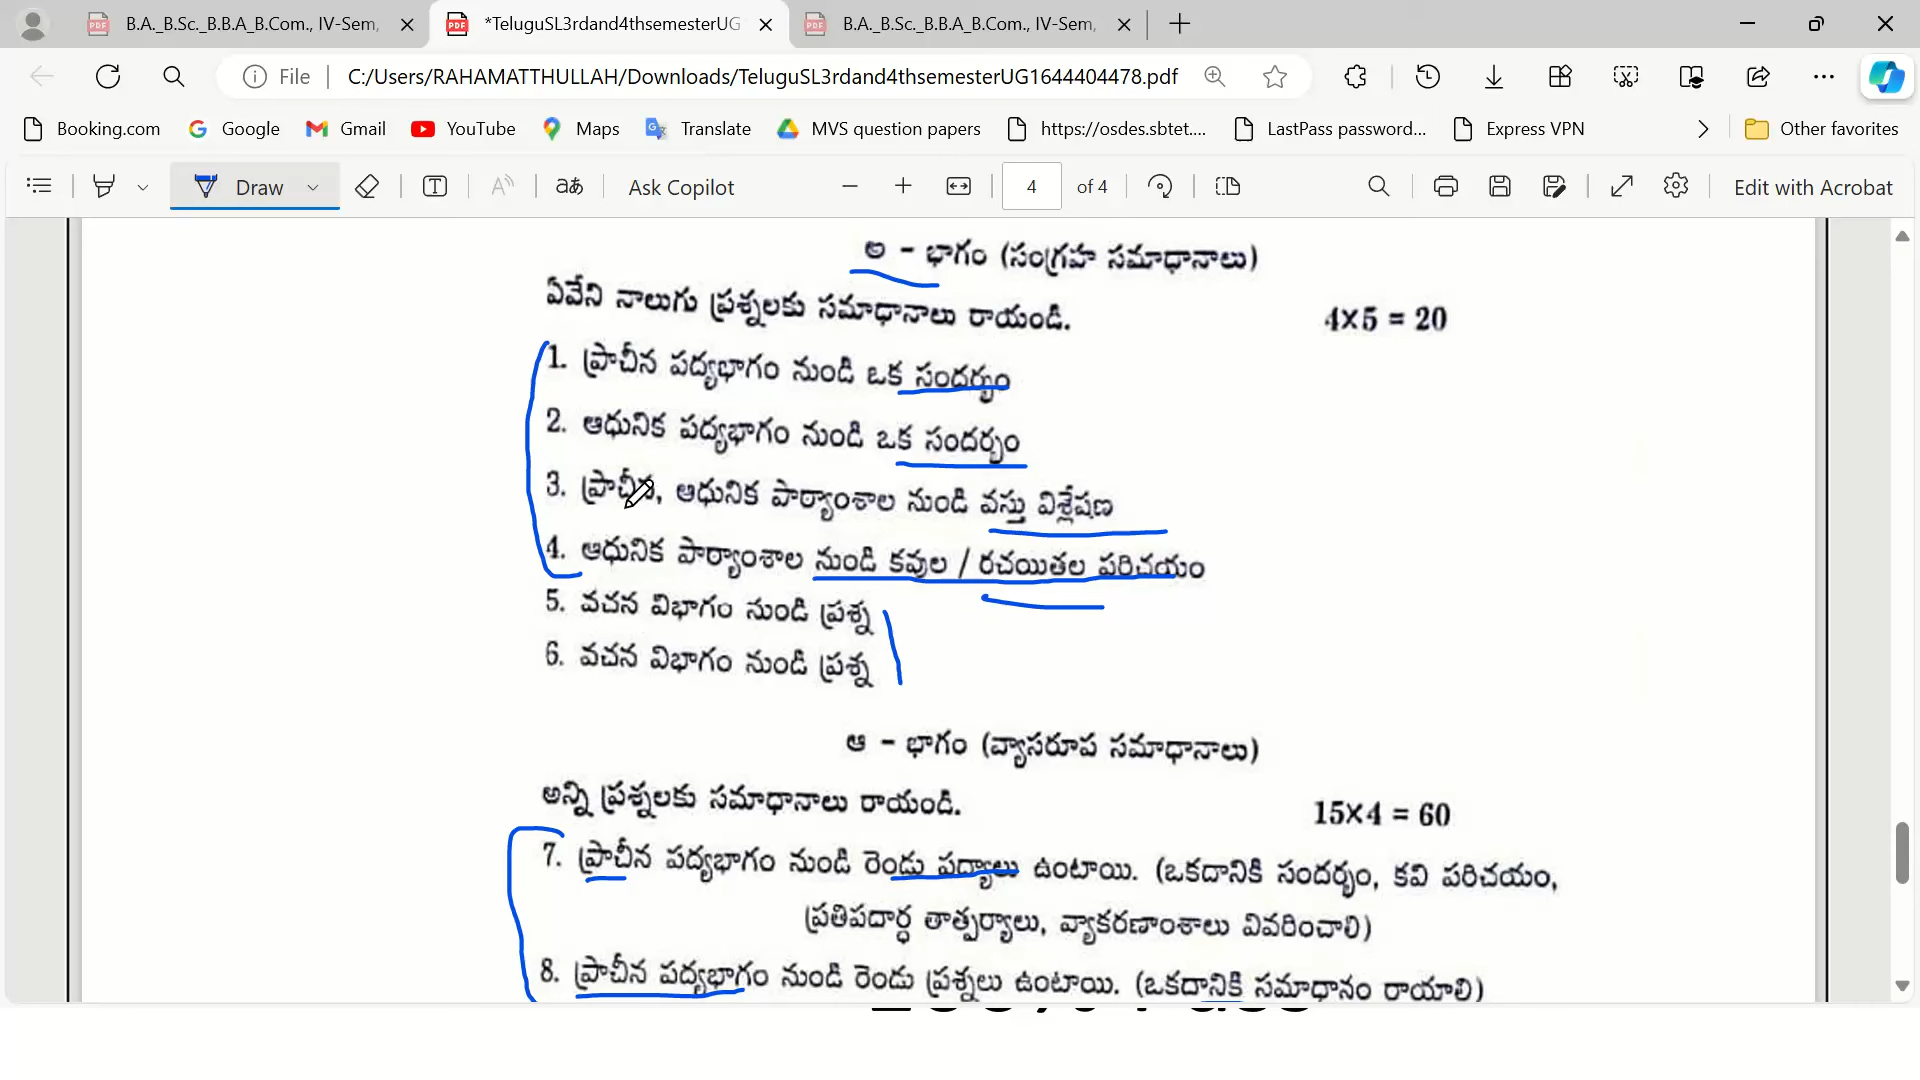 B.A._B.Sc._B.B.A_B.Com., IV-Sem,
*TeluguSL3rdand4thsemesterUG
B.A._B.Sc._B.B.A_B.Com., IV-Sem,
File
C:/Users/RAHAMATTHULLAH/Downloads/TeluguSL3rdand4thsemesterUG1644404478.pdf
Booking.com Google Gmail YouTube Maps Translate MVS question papers https://osdes.sbtet.... LastPass password... Express VPN Other favorites
Draw Ask Copilot 4 of 4 Edit with Acrobat
అ - భాగం (సంగ్రహ సమాధానాలు)
ఏవేని నాలుగు ప్రశ్నలకు సమాధానాలు రాయండి. 4×5 = 20
1. ప్రాచీన పద్యభాగం నుండి ఒక సందర్భం
2. ఆధునిక పద్యభాగం నుండి ఒక సందర్భం
3. ప్రాచీన, ఆధునిక పాఠ్యాంశాల నుండి వస్తు విశ్లేషణ
4. ఆధునిక పాఠ్యాంశాల నుండి కవుల / రచయితల పరిచయం
5. వచన విభాగం నుండి ప్రశ్న
6. వచన విభాగం నుండి ప్రశ్న
ఆ - భాగం (వ్యాసరూప సమాధానాలు)
అన్ని ప్రశ్నలకు సమాధానాలు రాయండి. 15×4 = 60
7. ప్రాచీన పద్యభాగం నుండి రెండు పద్యాలు ఉంటాయి. (ఒకదానికి సందర్భం, కవి పరిచయం,
ప్రతిపదార్థ తాత్పర్యాలు, వ్యాకరణాంశాలు వివరించాలి)
8. ప్రాచీన పద్యభాగం నుండి రెండు ప్రశ్నలు ఉంటాయి. (ఒకదానికి సమాధానం రాయాలి)